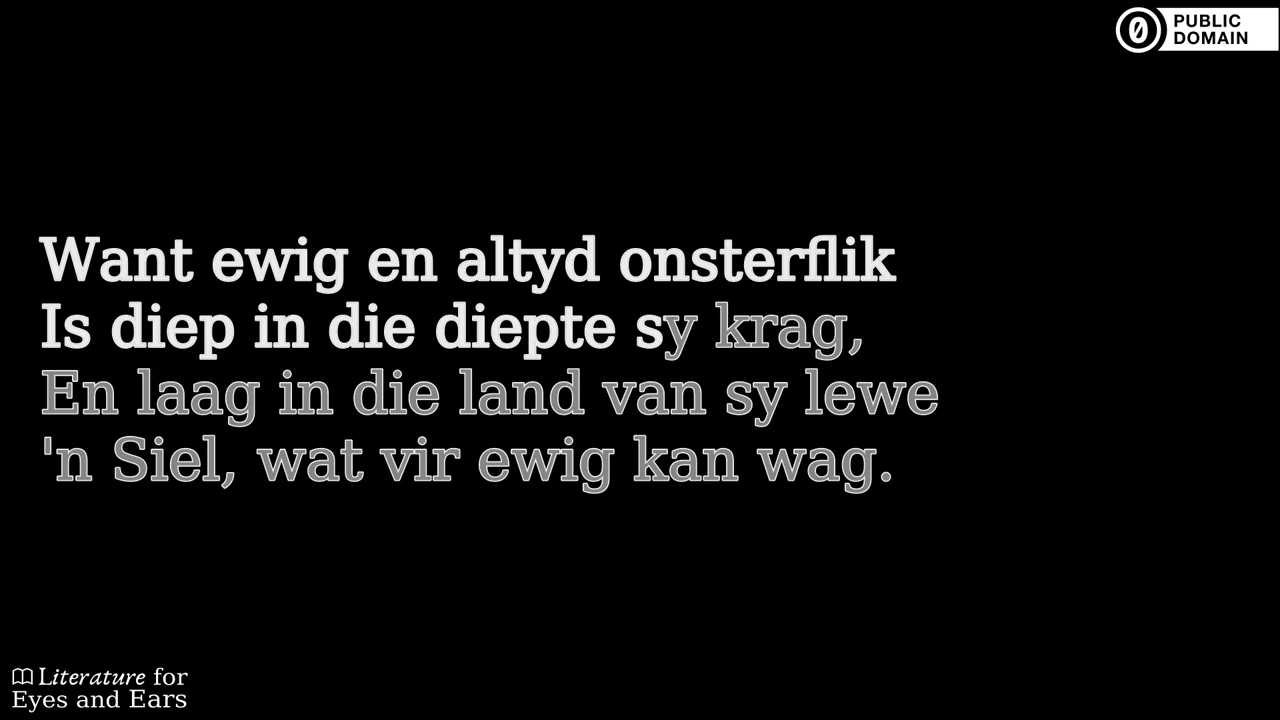 PUBLIC
DOMAIN
Want ewig en altyd onsterflik
Is diep in die diepte sy krag,
En laag in die land van sy lewe
'n Siel, wat vir ewig kan wag.
Literature for
Eyes and Ears